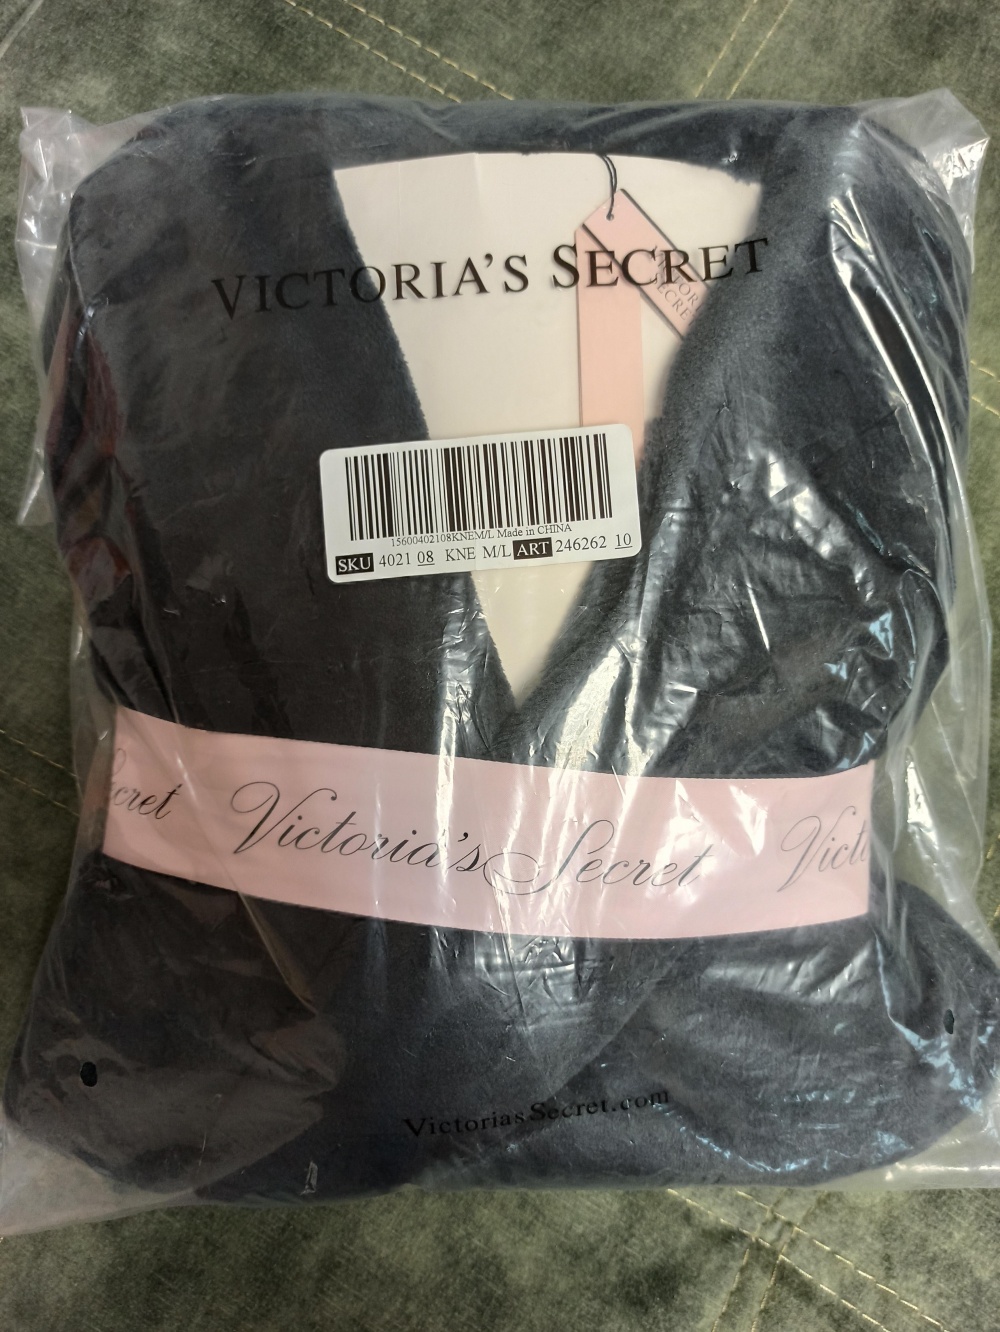 VICTORIA'S SECRET
15600402108KNEM/L Made in CHINA
SKU 4021 08 KNE M/L ART 246262 10
cret Victoria's Secret Victo
VictoriasSecret.com